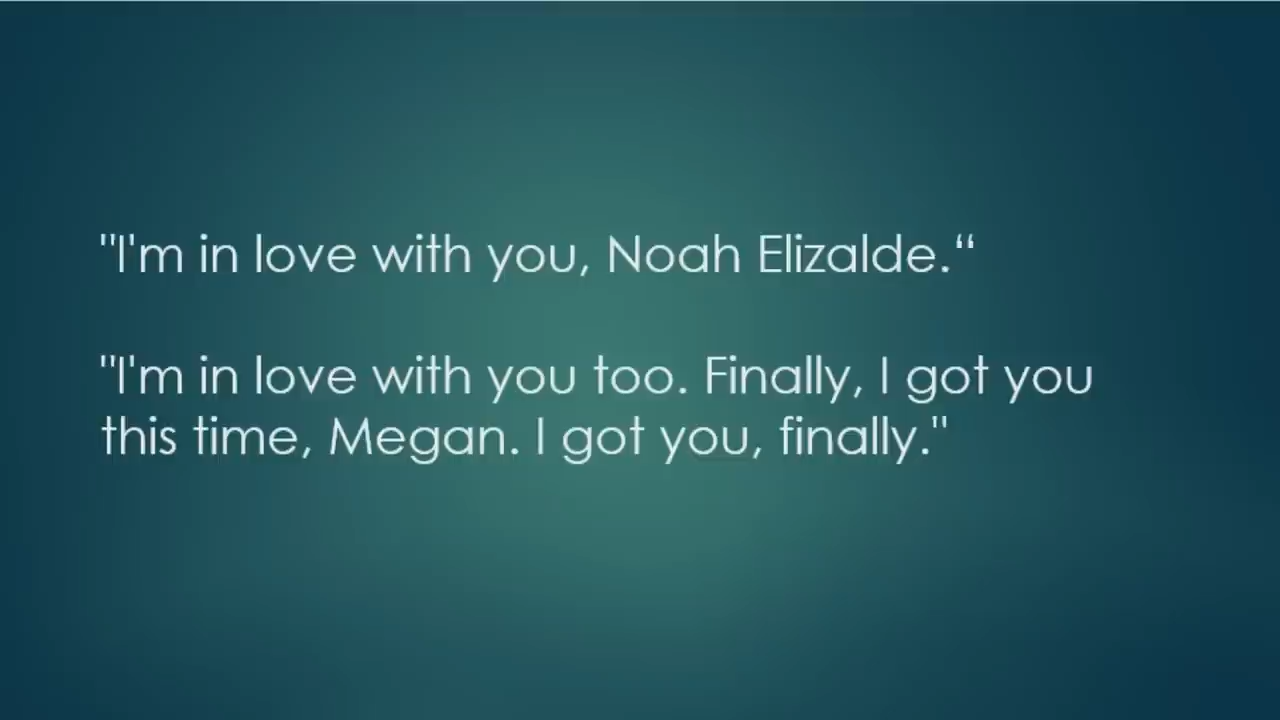 "I'm in love with you, Noah Elizalde.“
"I'm in love with you too. Finally, I got you
this time, Megan. I got you, finally."